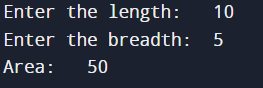 Enter the length:   10
Enter the breadth:  5
Area:   50